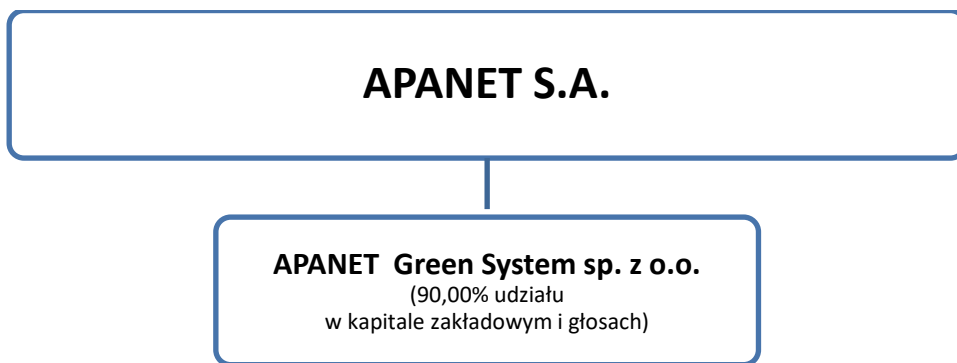 APANET S.A.
APANET Green System sp. z o.o.
(90,00% udziału
w kapitale zakładowym i głosach)